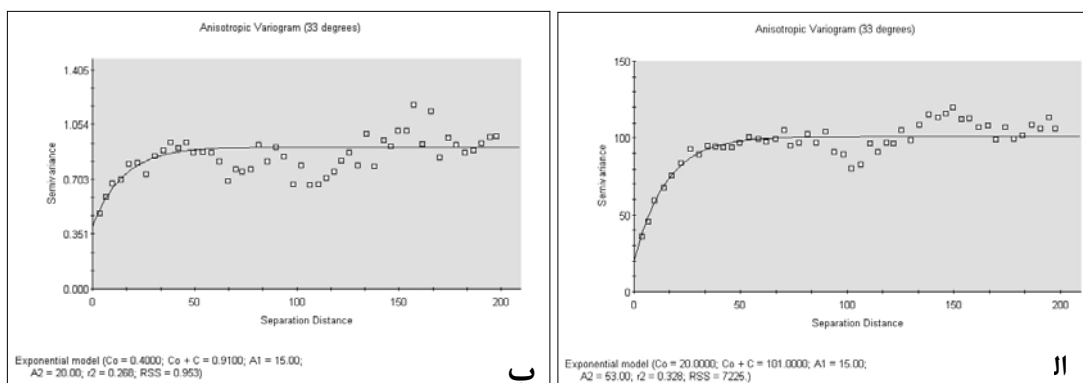 Anisotropic Variogram (33 degrees)
1.405
1.054
0.703
0.351
0.000
Semivariance
0 50 100 150 200
Separation Distance
Exponential model (Co = 0.4000; Co + C = 0.9100; A1 = 15.00;
A2 = 20.00; r2 = 0.268; RSS = 0.953)
ب
Anisotropic Variogram (33 degrees)
150
100
50
0
Semivariance
0 50 100 150 200
Separation Distance
Exponential model (Co = 20.0000; Co + C = 101.0000; A1 = 15.00;
A2 = 53.00; r2 = 0.328; RSS = 7225.)
ال